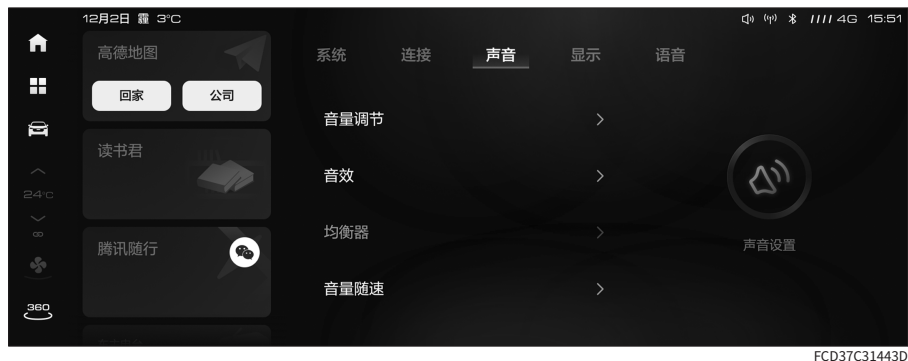 12月2日 霾 3°C
4G 15:51
高德地图
回家 公司
读书君
24°C
腾讯随行
360
系统 连接 声音 显示 语音
音量调节
音效
均衡器
音量随速
声音设置
FCD37C31443D